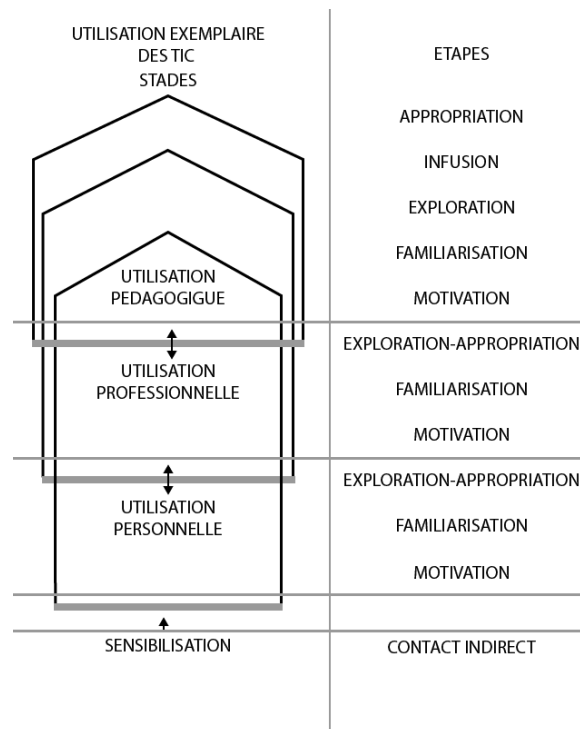 UTILISATION EXEMPLAIRE
DES TIC
STADES
ETAPES
APPROPRIATION
INFUSION
EXPLORATION
FAMILIARISATION
MOTIVATION
UTILISATION
PEDAGOGIGUE
EXPLORATION-APPROPRIATION
FAMILIARISATION
MOTIVATION
UTILISATION
PROFESSIONNELLE
EXPLORATION-APPROPRIATION
FAMILIARISATION
MOTIVATION
UTILISATION
PERSONNELLE
SENSIBILISATION
CONTACT INDIRECT